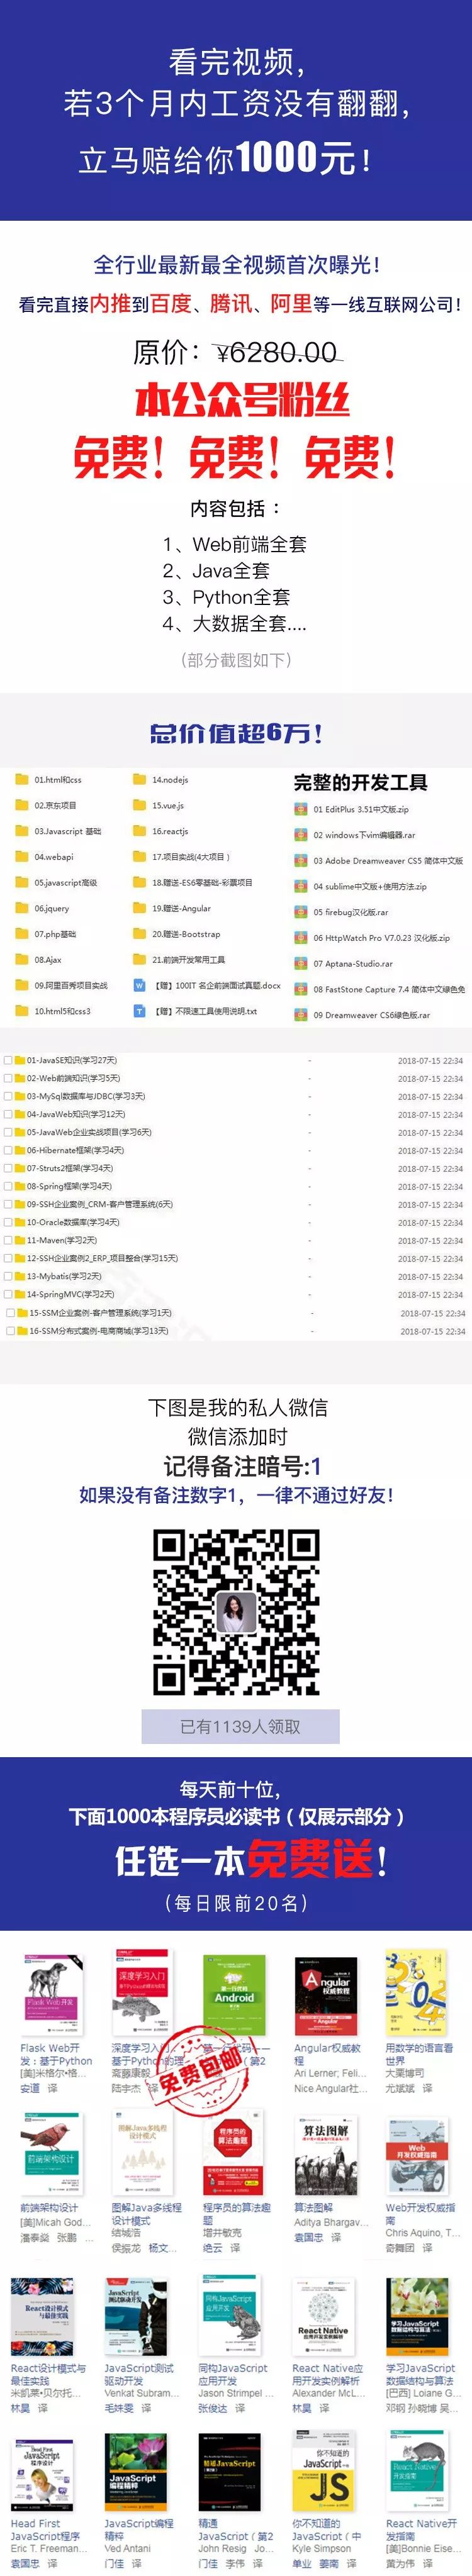 看完视频，
若3个月内工资没有翻翻，
立马赔给你1000元！
全行业最新最全视频首次曝光！
看完直接内推到百度、腾讯、阿里等一线互联网公司！
原价：¥6280.00
本公众号粉丝
免费！免费！免费！
内容包括：
1、Web前端全套
2、Java全套
3、Python全套
4、大数据全套....
（部分截图如下）
总价值超6万！
01.html和css
02.京东项目
03.Javascript 基础
04.webapi
05.javascript高级
06.jquery
07.php基础
08.Ajax
09.阿里百秀项目实战
10.html5和css3
14.nodejs
15.vue.js
16.reactjs
17.项目实战(4大项目)
18.赠送-ES6零基础-彩票项目
19.赠送-Angular
20.赠送-Bootstrap
21.前端开发常用工具
【赠】100IT 名企前端面试真题.docx
【赠】不限速工具使用说明.txt
完整的开发工具
01 EditPlus 3.51中文版.zip
02 windows下vim编辑器.rar
03 Adobe Dreamweaver CS5 简体中文版
04 sublime中文版+使用方法.zip
05 firebug汉化版.rar
06 HttpWatch Pro V7.0.23 汉化版.zip
07 Aptana-Studio.rar
08 FastStone Capture 7.4 简体中文绿色免
09 Dreamweaver CS6绿色版.rar
01-JavaSE知识(学习27天) - 2018-07-15 22:34
02-Web前端知识(学习5天) - 2018-07-15 22:34
03-MySql数据库与JDBC(学习3天) - 2018-07-15 22:34
04-JavaWeb知识(学习12天) - 2018-07-15 22:34
05-JavaWeb企业实战项目(学习6天) - 2018-07-15 22:34
06-Hibernate框架(学习4天) - 2018-07-15 22:34
07-Struts2框架(学习4天) - 2018-07-15 22:34
08-Spring框架(学习4天) - 2018-07-15 22:34
09-SSH企业案例_CRM-客户管理系统(6天) - 2018-07-15 22:34
10-Oracle数据库(学习4天) - 2018-07-15 22:34
11-Maven(学习2天) - 2018-07-15 22:34
12-SSH企业案例2_ERP_项目整合(学习15天) - 2018-07-15 22:34
13-Mybatis(学习2天) - 2018-07-15 22:34
14-SpringMVC(学习2天) - 2018-07-15 22:34
15-SSM企业案例-客户管理系统(学习1天) - 2018-07-15 22:34
16-SSM分布式案例-电商商城(学习13天) - 2018-07-15 22:34
下图是我的私人微信
微信添加时
记得备注暗号:1
如果没有备注数字1，一律不通过好友！
已有1139人领取
每天前十位，
下面1000本程序员必读书（仅展示部分）
任选一本免费送！
（每日限前20名）
免费包邮
Flask Web开
发：基于Python
[美]米格尔•格...
安道 译
深度学习入门：
基于Python的理
斋藤康毅
陆宇杰 译
第一行代码——
Android（第2
Angular权威教
程
Ari Lerner; Feli...
Nice Angular社...
用数学的语言看
世界
大栗博司
尤斌斌 译
前端架构设计
[美]Micah God...
潘泰燊 张鹏 ...
图解Java多线程
设计模式
结城浩
侯振龙 杨文...
程序员的算法趣
题
增井敏克
绝云 译
算法图解
Aditya Bhargav...
袁国忠 译
Web开发权威指
南
Chris Aquino, T...
奇舞团 译
React设计模式与
最佳实践
米凯莱•贝尔托...
林昊 译
JavaScript测试
驱动开发
Venkat Subram...
毛姝雯 译
同构JavaScript
应用开发
Jason Strimpel ...
张俊达 译
React Native应
用开发实例解析
Alexander McL...
林昊 译
学习JavaScript
数据结构与算法
[巴西] Loiane G...
邓钢 孙晓博 吴...
Head First
JavaScript程序
Eric T. Freeman...
袁国忠 译
JavaScript编程
精粹
Ved Antani
门佳 译
精通
JavaScript（第2
John Resig Jo...
门佳 李伟 译
你不知道的
JavaScript（中
Kyle Simpson
单业 姜南 译
React Native开
发指南
[美]Bonnie Eise...
黄为伟 译